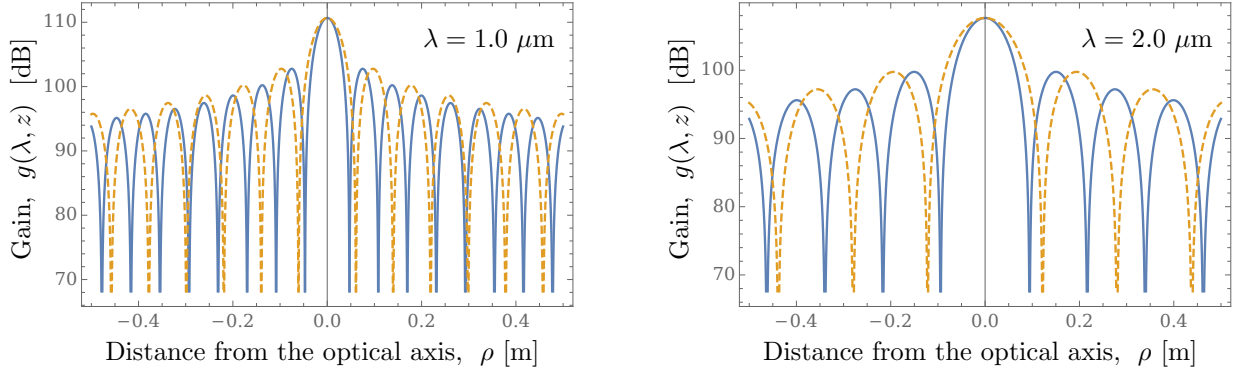 λ = 1.0 μm
Gain, g(λ, z) [dB]
110
100
90
80
70
−0.4 −0.2 0.0 0.2 0.4
Distance from the optical axis, ρ [m]
λ = 2.0 μm
Gain, g(λ, z) [dB]
100
90
80
70
−0.4 −0.2 0.0 0.2 0.4
Distance from the optical axis, ρ [m]